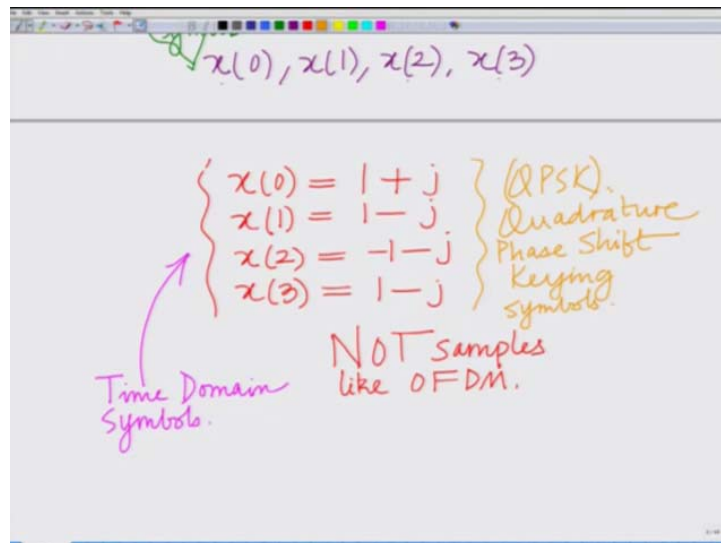 x(0), x(1), x(2), x(3)
x(0) = 1 + j
x(1) = 1 - j
x(2) = -1 - j
x(3) = 1 - j
(QPSK).
Quadrature
Phase Shift
Keying
symbols.
NOT samples
like OFDM.
Time Domain
Symbols.